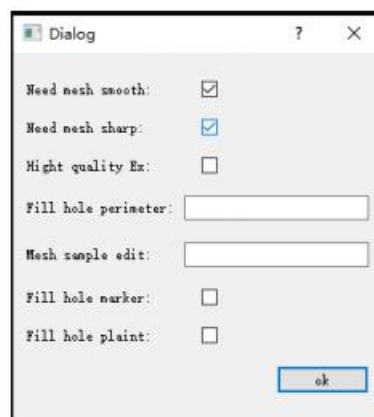 Dialog ?
Need mesh smooth:
Need mesh sharp:
Hight quality Ex:
Fill hole perimeter:
Mesh sample edit:
Fill hole marker:
Fill hole plaint:
ok